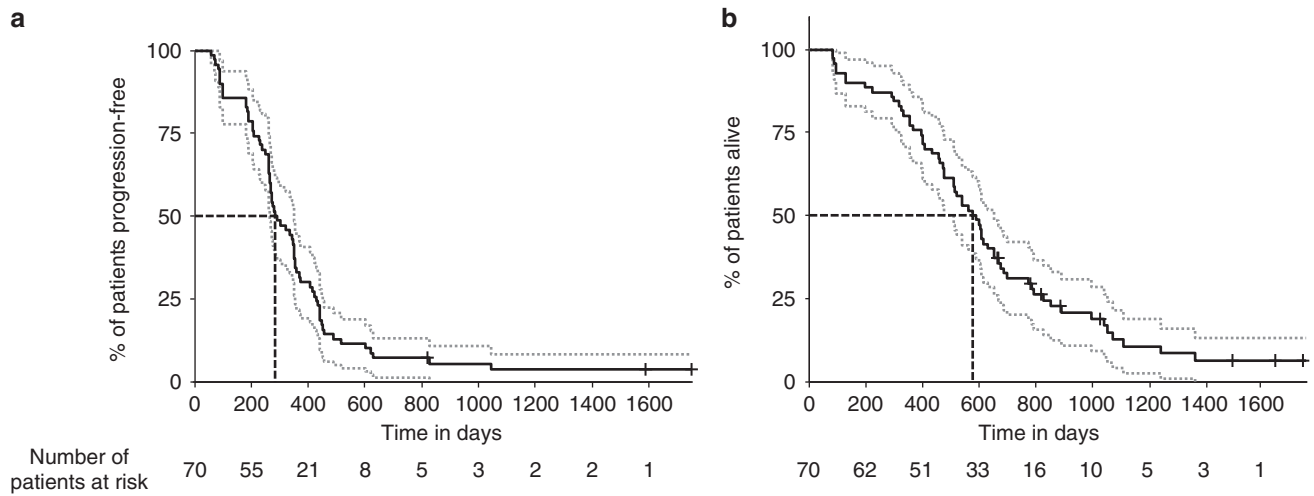 a
% of patients progression-free
100
75
50
25
0
0 200 400 600 800 1000 1200 1400 1600
Time in days
b
% of patients alive
100
75
50
25
0
0 200 400 600 800 1000 1200 1400 1600
Time in days
Number of
patients at risk
70 55 21 8 5 3 2 2 1
70 62 51 33 16 10 5 3 1